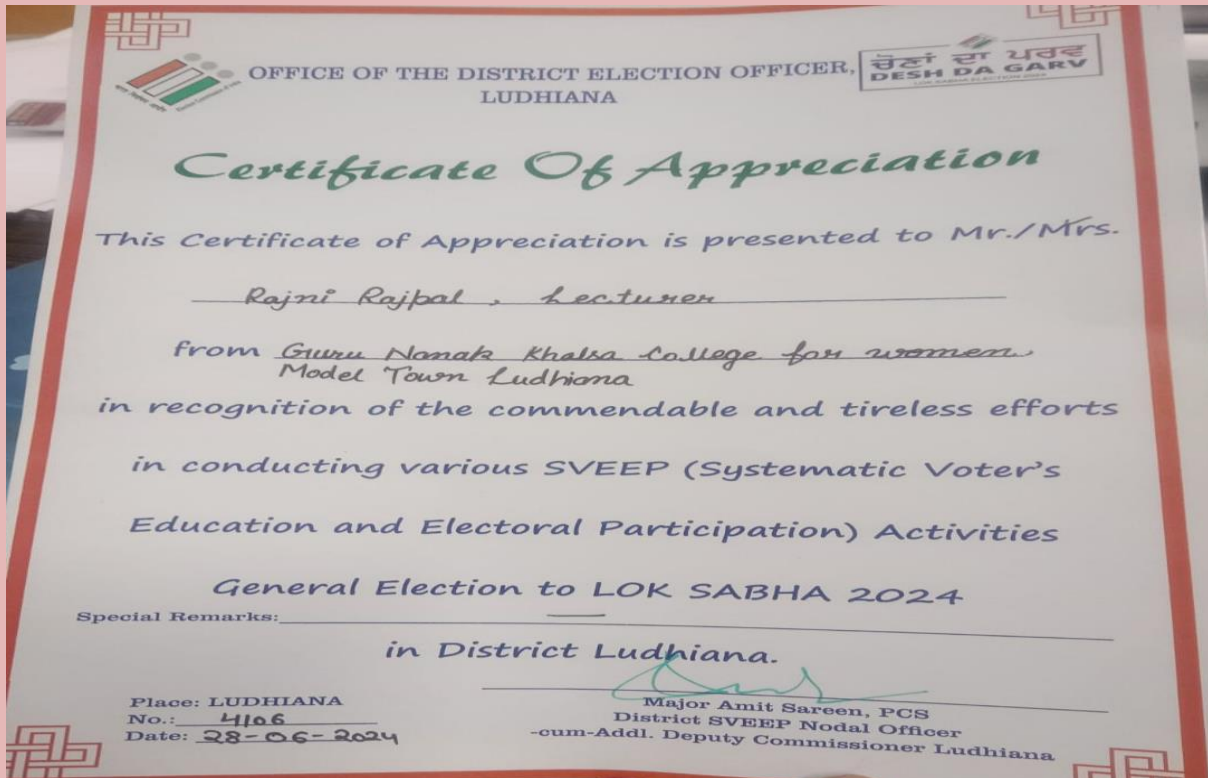 OFFICE OF THE DISTRICT ELECTION OFFICER,
LUDHIANA
ਚੋਣਾਂ ਦਾ ਪਰਵ
DESH DA GARV
LOK SABHA ELECTION 2024
Certificate Of Appreciation
This Certificate of Appreciation is presented to Mr./Mrs.
Rajni Rajpal, Lecturer
from Guru Nanak Khalsa College for women
Model Town Ludhiana
in recognition of the commendable and tireless efforts
in conducting various SVEEP (Systematic Voter's
Education and Electoral Participation) Activities
General Election to LOK SABHA 2024
Special Remarks:
in District Ludhiana.
Place: LUDHIANA
No.: 4106
Date: 28-06-2024
Major Amit Sareen, PCS
District SVEEP Nodal Officer
-cum-Addl. Deputy Commissioner Ludhiana